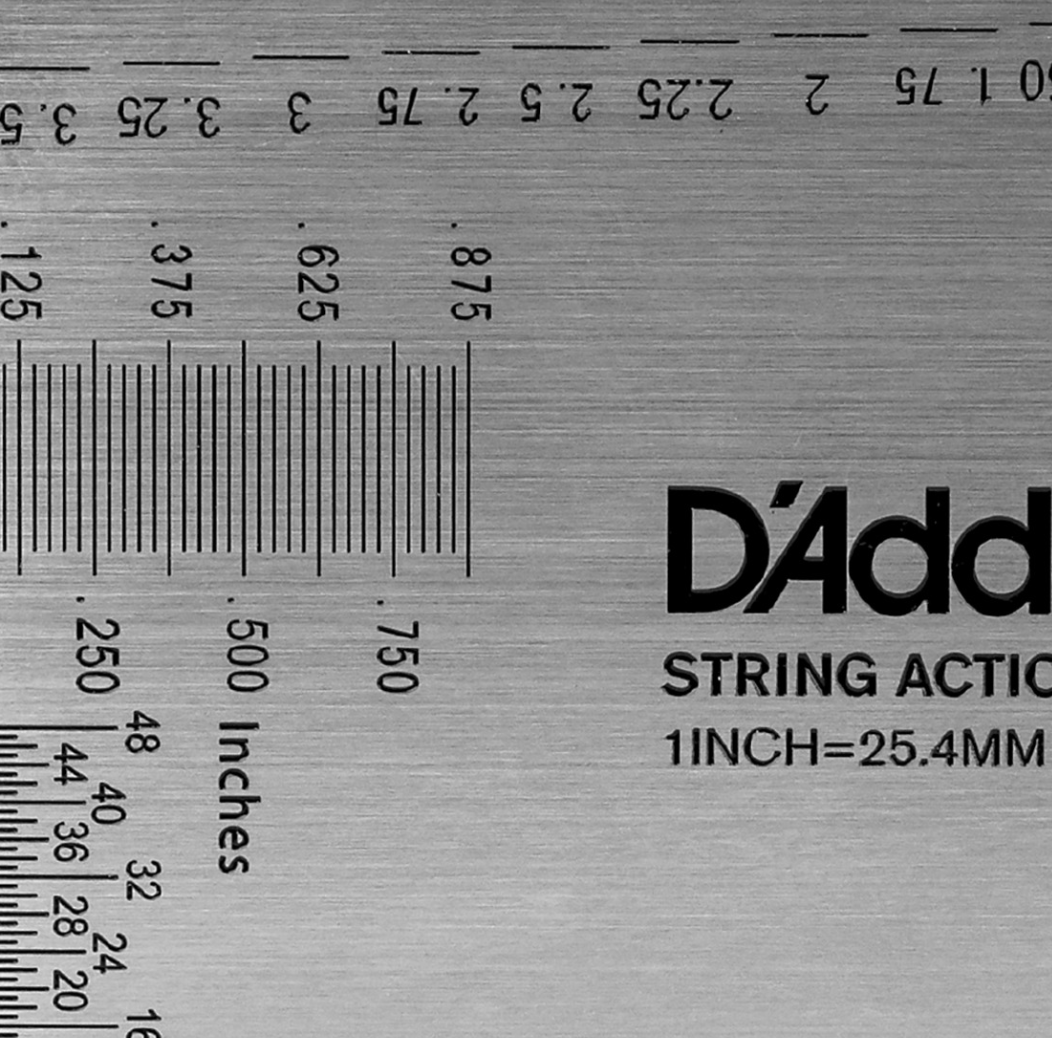 3.5 3.25 3 2.75 2.5 2.25 2 1.75
.125 .375 .625 .875
.250 .500 .750
Inches
48 44 40 36 32 28 24 20 16
D'Add
STRING ACTIO
1INCH=25.4MM